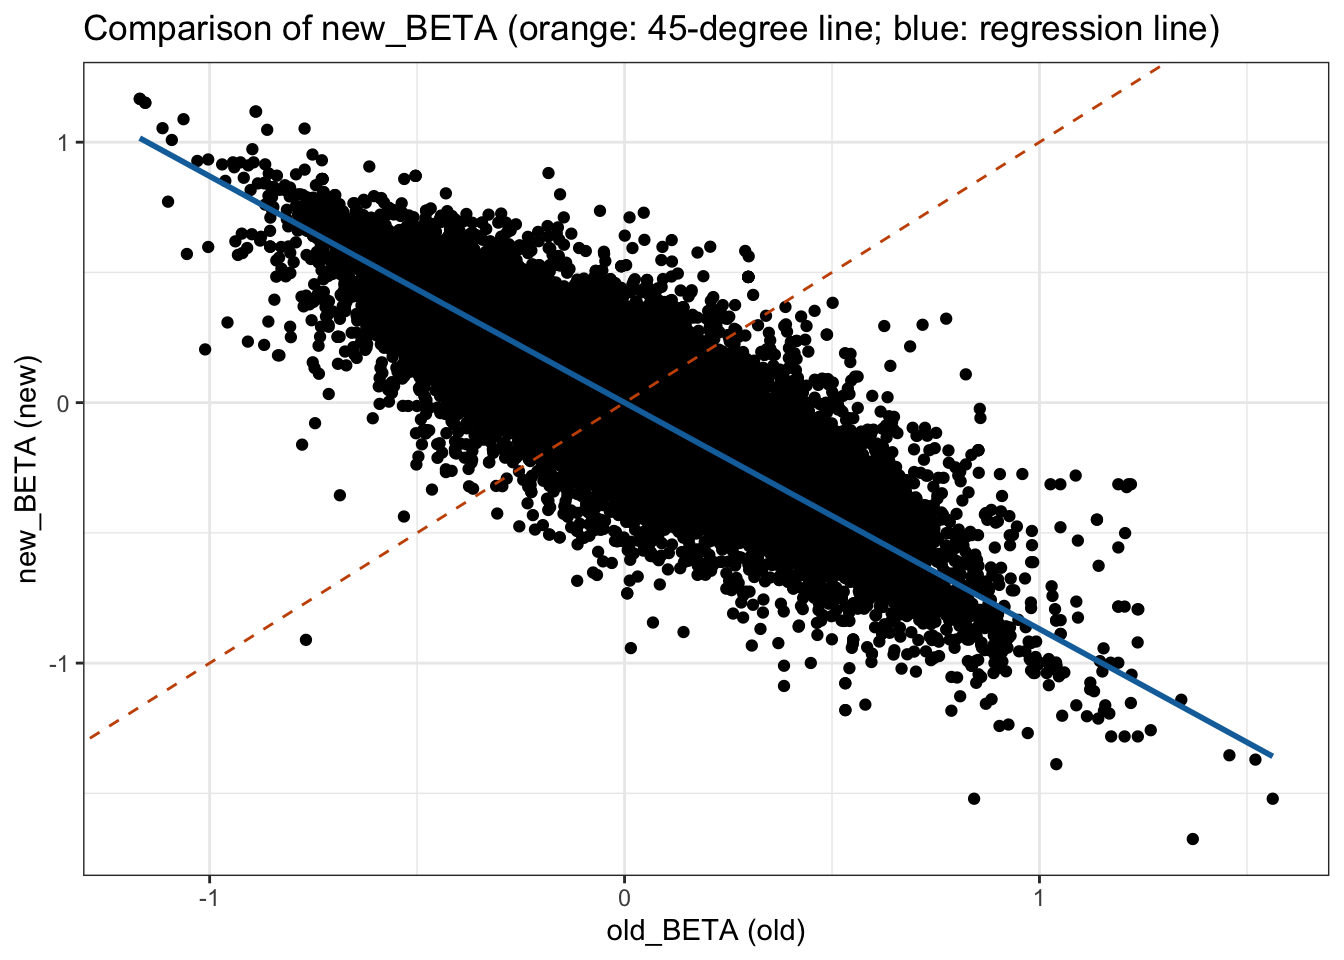 Comparison of new_BETA (orange: 45-degree line; blue: regression line)
new_BETA (new)
1
0
-1
-1
0
1
old_BETA (old)